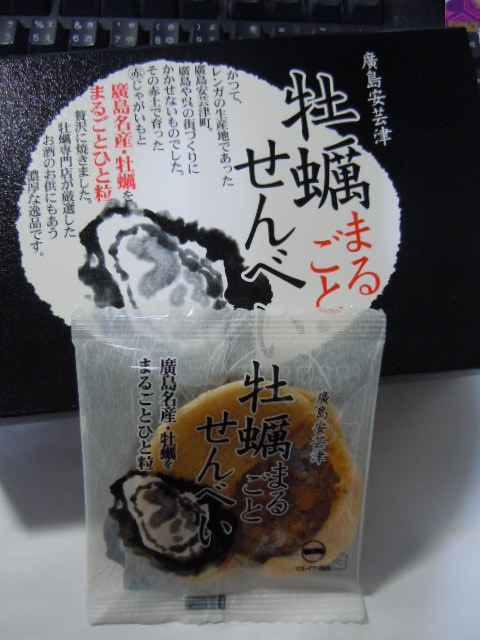 廣島安芸津
牡蠣まるごと
せんべい
かつて、
レンガの生産地であった
廣島安芸津町。
廣島や呉の街づくりに
かかせないものでした。
その赤土で育った
赤じゃがいもと
廣島名産・牡蠣を
まるごとひと粒
贅沢に焼きました。
牡蠣専門店が厳選した
お酒のお供にもあう
濃厚な逸品です。
廣島安芸津
牡蠣まるごと
せんべい
廣島名産・牡蠣を
まるごとひと粒